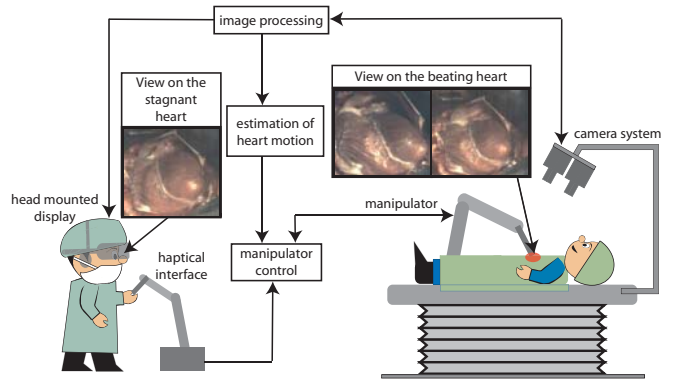 image processing
View on the
stagnant
heart
estimation of
heart motion
View on the beating heart
camera system
head mounted
display
manipulator
haptical
interface
manipulator
control